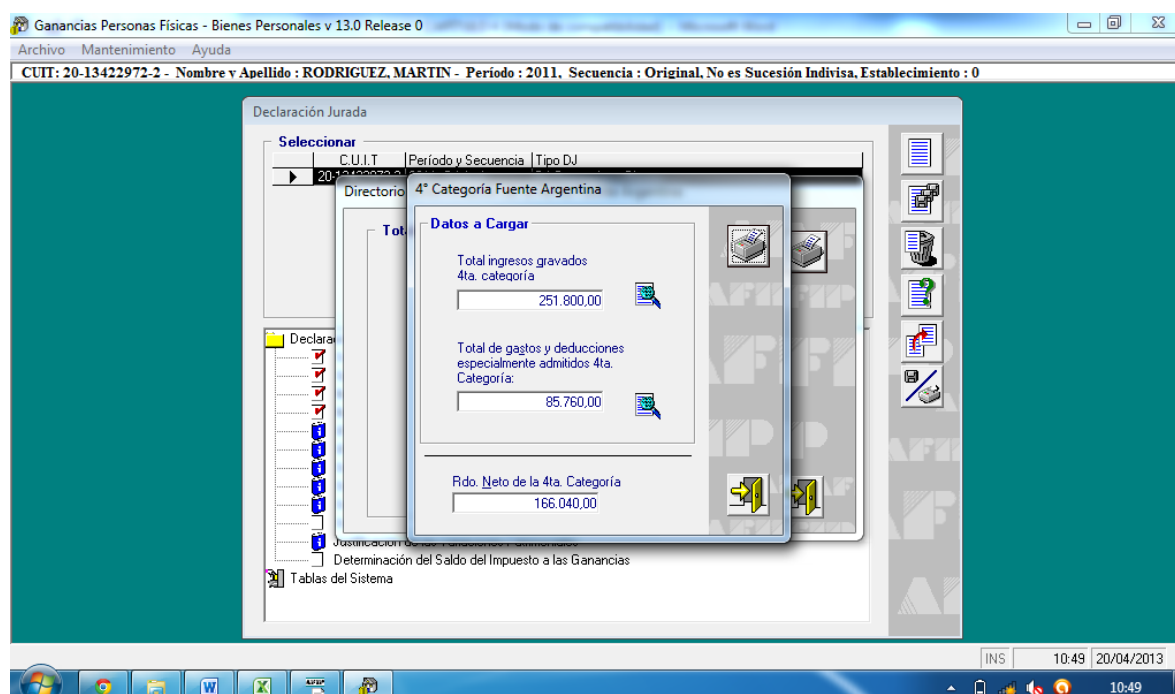 Ganancias Personas Físicas - Bienes Personales v 13.0 Release 0
Archivo Mantenimiento Ayuda
CUIT: 20-13422972-2 - Nombre y Apellido : RODRIGUEZ, MARTIN - Período : 2011, Secuencia : Original, No es Sucesión Indivisa, Establecimiento : 0
Declaración Jurada
Seleccionar
C.U.I.T Período y Secuencia Tipo DJ
Directorio
4° Categoría Fuente Argentina
Tot
Datos a Cargar
Total ingresos gravados
4ta. categoría
251.800,00
Total de gastos y deducciones
especialmente admitidos 4ta.
Categoría:
85.760,00
Rdo. Neto de la 4ta. Categoría
166.040,00
Declara
Determinación del Saldo del Impuesto a las Ganancias
Tablas del Sistema
AFIP
INS 10:49 20/04/2013
10:49